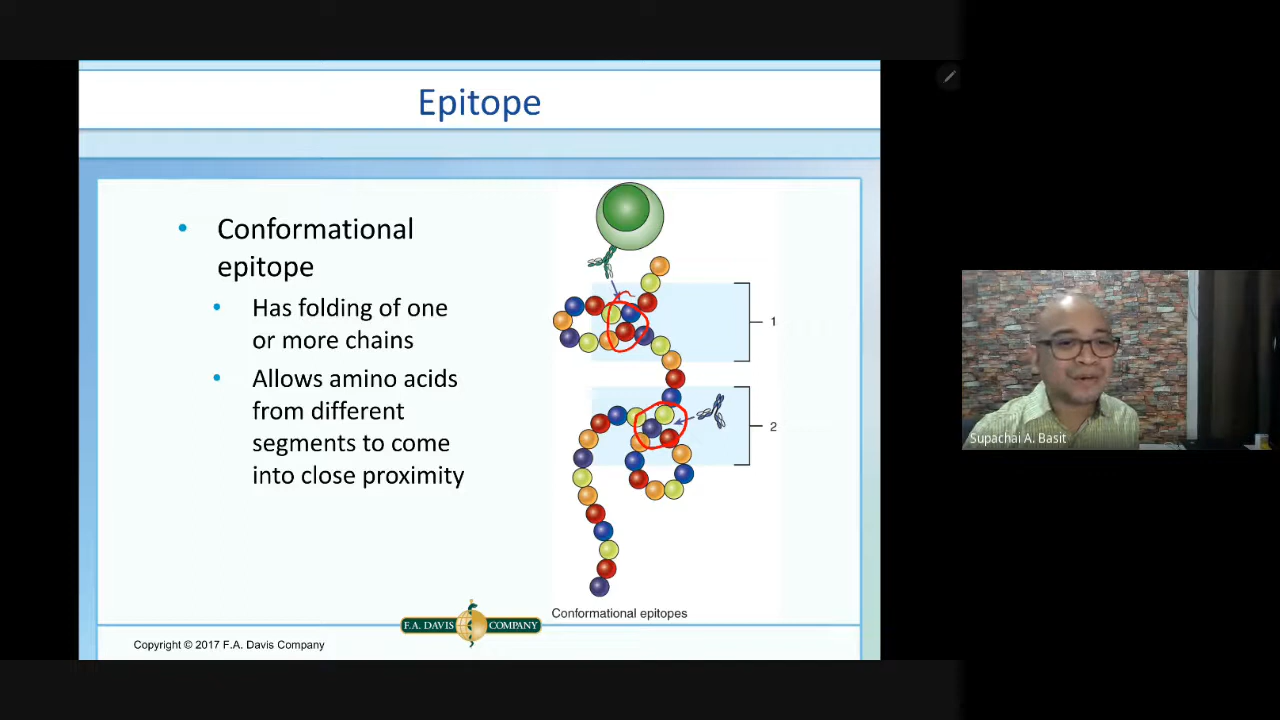 Epitope
• Conformational
epitope
• Has folding of one
or more chains
• Allows amino acids
from different
segments to come
into close proximity
1
2
Conformational epitopes
F.A. DAVIS COMPANY
Copyright © 2017 F.A. Davis Company
Supachai A. Basit